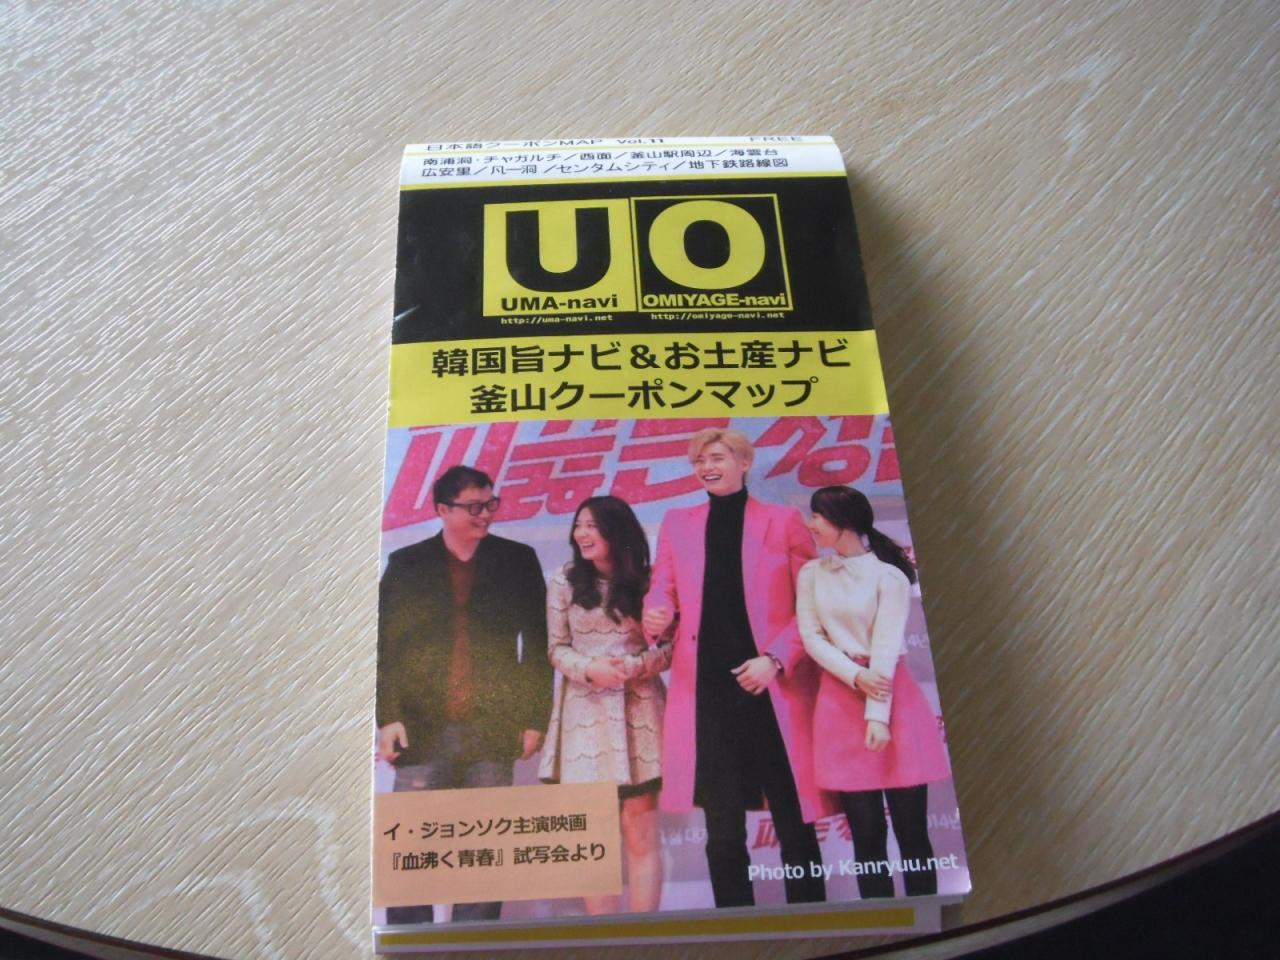 日本語クーポンMAP Vol.11 FREE
南浦洞・チャガルチ／西面／釜山駅周辺／海雲台
広安里／凡一洞／センタムシティ／地下鉄路線図
U O
UMA-navi OMIYAGE-navi
http://uma-navi.net http://omiyage-navi.net
韓国旨ナビ＆お土産ナビ
釜山クーポンマップ
피끓는
イ・ジョンソク主演映画
『血沸く青春』試写会より
Photo by Kanryuu.net